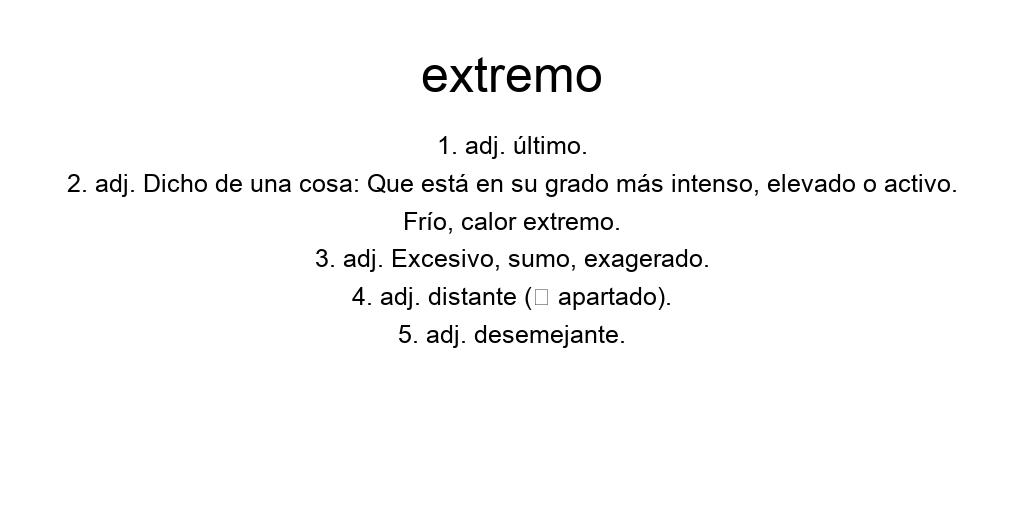 extremo
1. adj. último.
2. adj. Dicho de una cosa: Que está en su grado más intenso, elevado o activo.
Frío, calor extremo.
3. adj. Excesivo, sumo, exagerado.
4. adj. distante (□ apartado).
5. adj. desemejante.